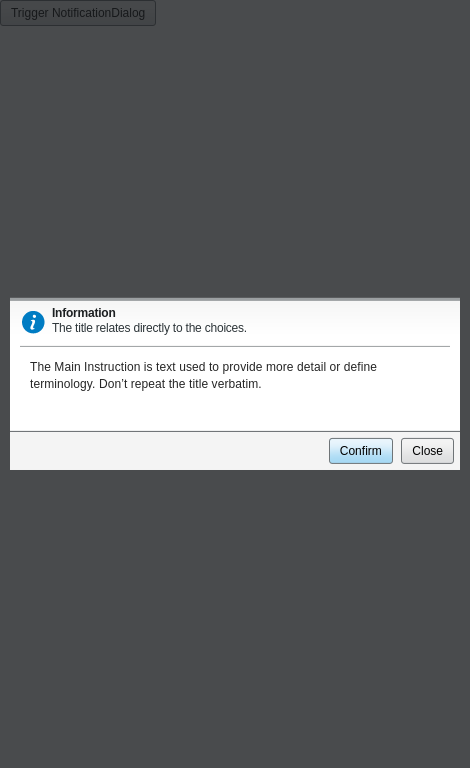 Trigger NotificationDialog
Information
The title relates directly to the choices.
The Main Instruction is text used to provide more detail or define
terminology. Don't repeat the title verbatim.
Confirm Close